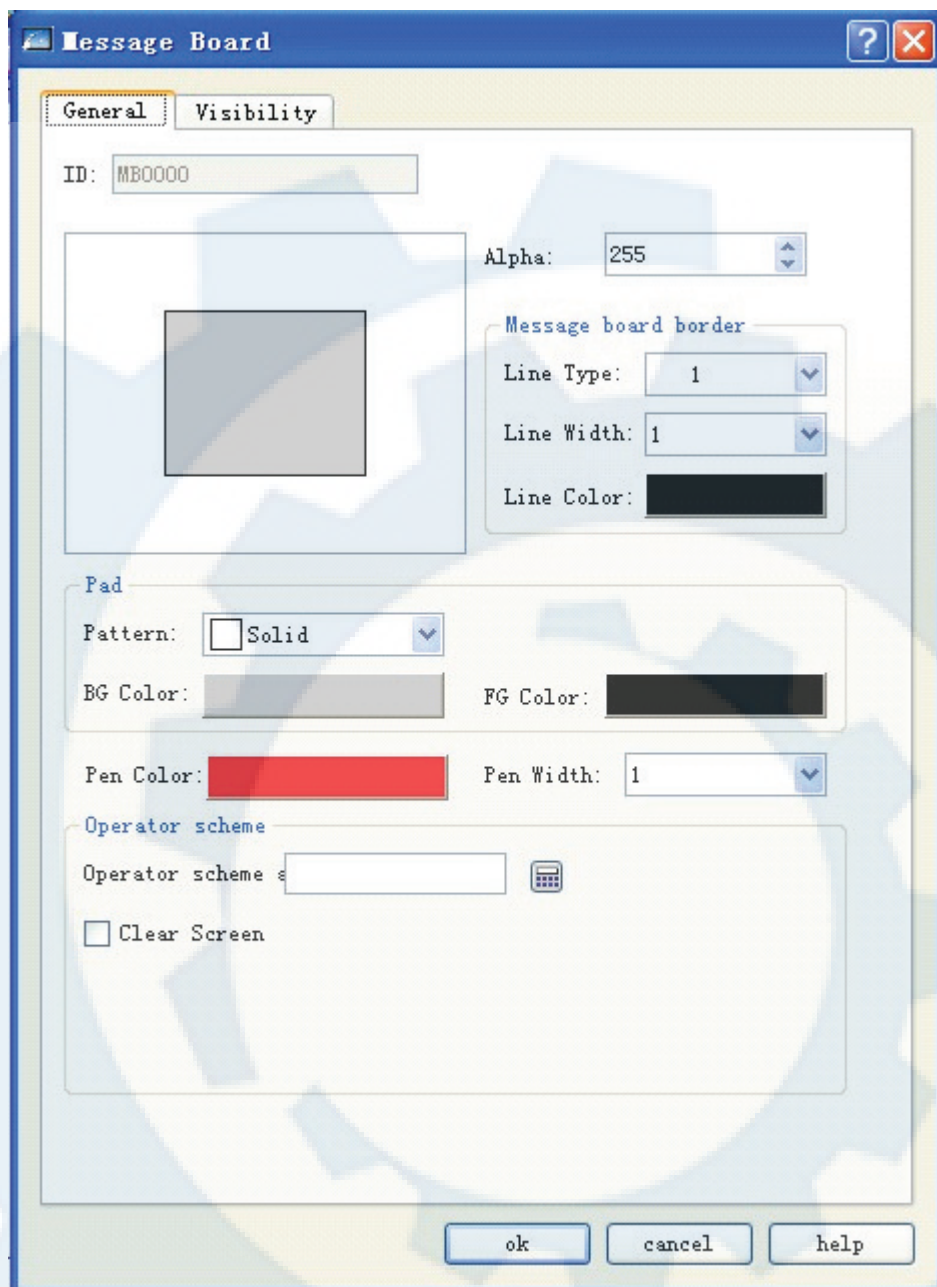 Message Board
General Visibility
ID: MB0000
Alpha: 255
Message board border
Line Type: 1
Line Width: 1
Line Color:
Pad
Pattern: Solid
BG Color: FG Color:
Pen Color: Pen Width: 1
Operator scheme
Operator scheme
Clear Screen
ok cancel help